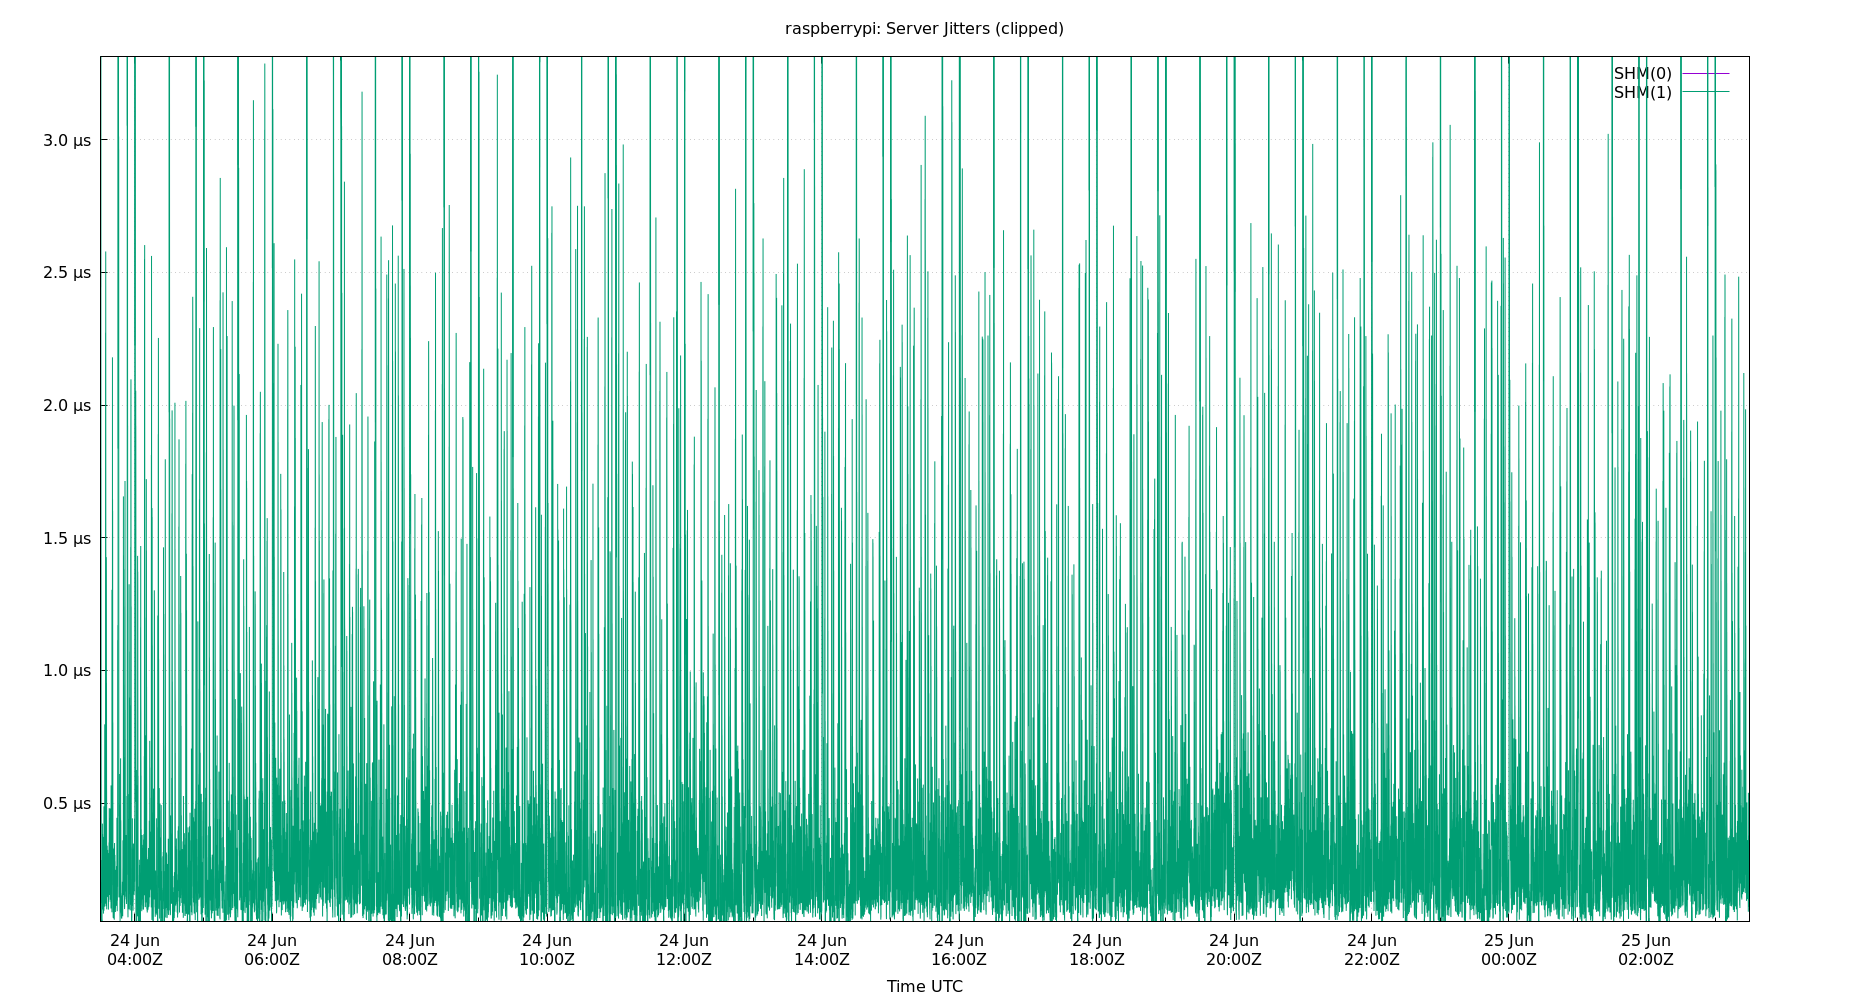 raspberrypi: Server Jitters (clipped)
SHM(0)
SHM(1)
3.0 µs
2.5 µs
2.0 µs
1.5 µs
1.0 µs
0.5 µs
24 Jun 24 Jun 24 Jun 24 Jun 24 Jun 24 Jun 24 Jun 24 Jun 24 Jun 24 Jun 25 Jun 25 Jun
04:00Z 06:00Z 08:00Z 10:00Z 12:00Z 14:00Z 16:00Z 18:00Z 20:00Z 22:00Z 00:00Z 02:00Z
Time UTC